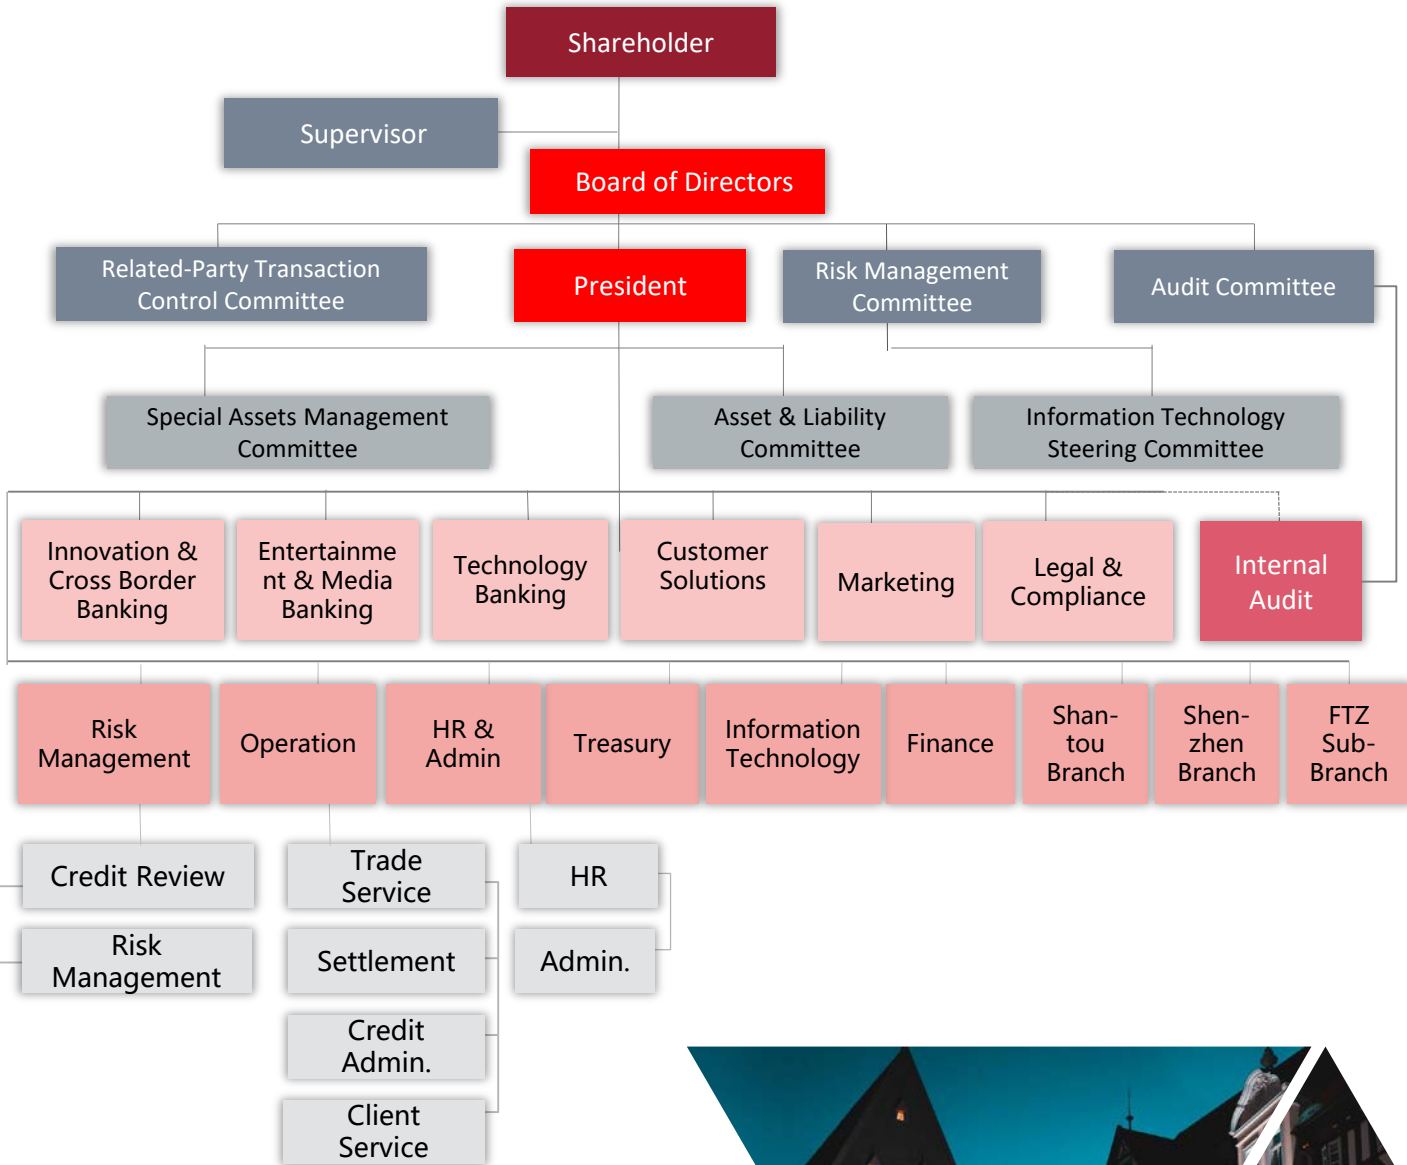 Shareholder
Supervisor
Board of Directors
Related-Party Transaction
Control Committee
President
Risk Management
Committee
Audit Committee
Special Assets Management
Committee
Asset & Liability
Committee
Information Technology
Steering Committee
Innovation &
Cross Border
Banking
Entertainme
nt & Media
Banking
Technology
Banking
Customer
Solutions
Marketing
Legal &
Compliance
Internal
Audit
Risk
Management
Operation
HR &
Admin
Treasury
Information
Technology
Finance
Shan-
tou
Branch
Shen-
zhen
Branch
FTZ
Sub-
Branch
Credit Review
Risk
Management
Trade
Service
Settlement
Credit
Admin.
Client
Service
HR
Admin.